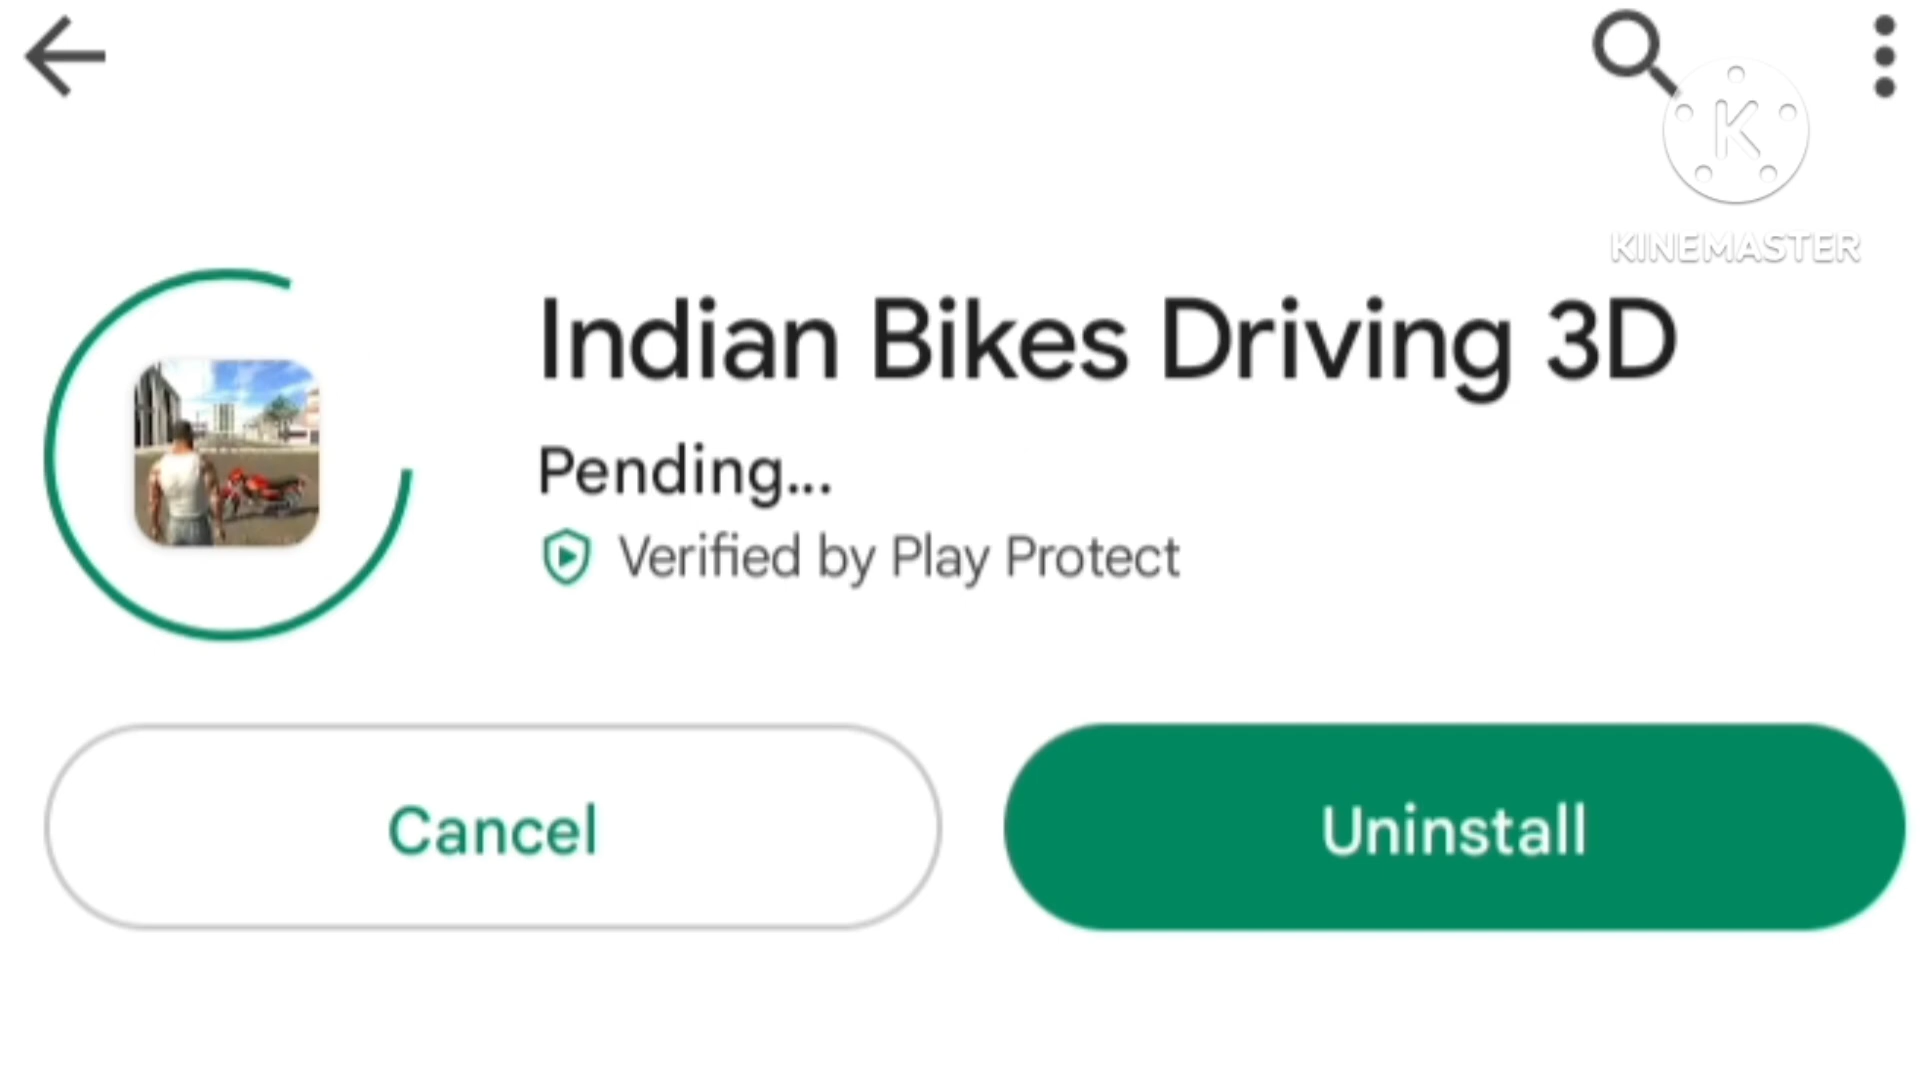 K
KINEMASTER
Indian Bikes Driving 3D
Pending...
Verified by Play Protect
Cancel
Uninstall